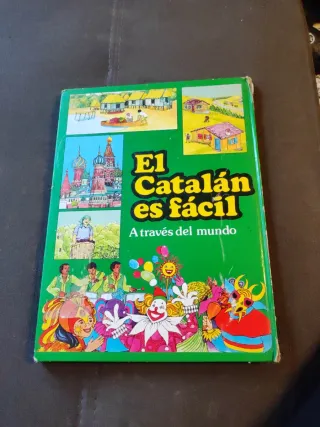 El
Catalán
es fácil
A través del mundo